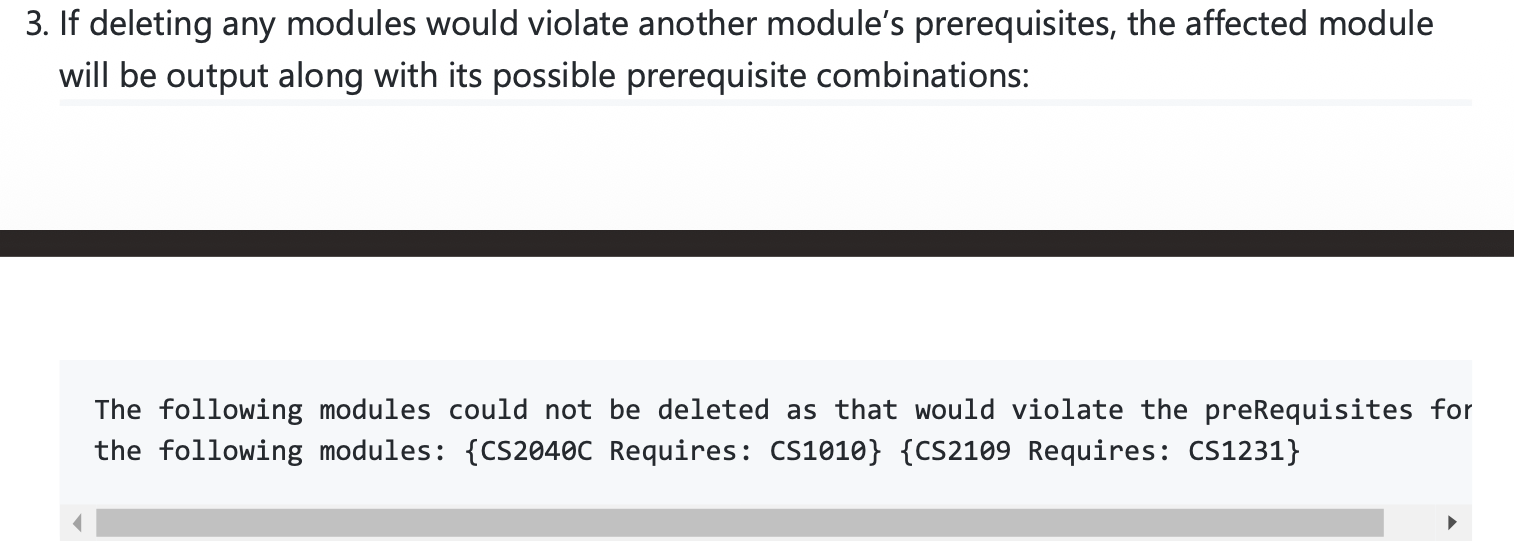 3. If deleting any modules would violate another module’s prerequisites, the affected module
will be output along with its possible prerequisite combinations:
The following modules could not be deleted as that would violate the preRequisites for
the following modules: {CS2040C Requires: CS1010} {CS2109 Requires: CS1231}